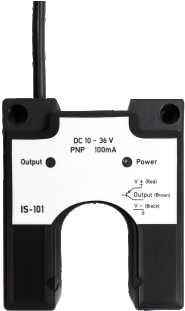 DC 10 - 36 V
PNP 100mA
Output Power
V + (Red)
Output (Brown)
V - (Black)
IS-101